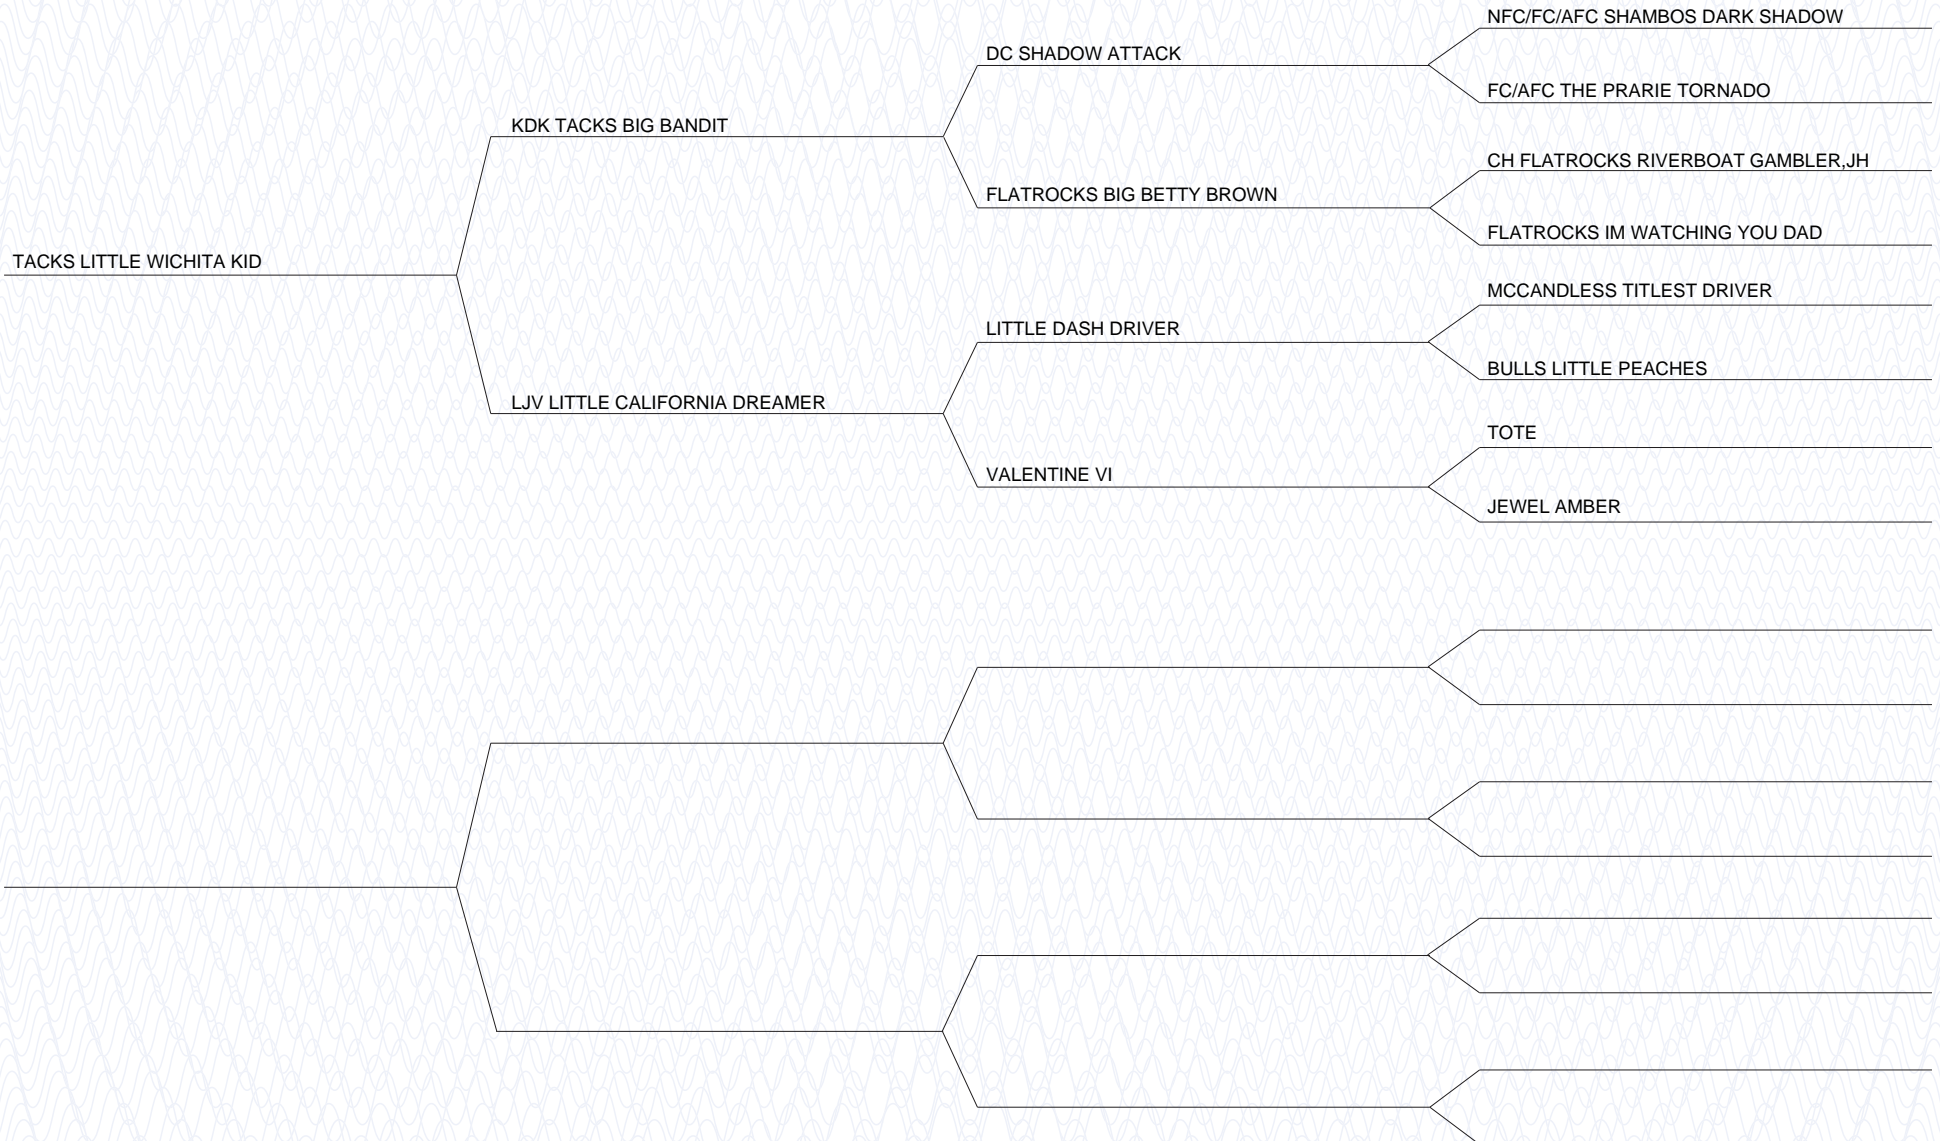 NFC/FC/AFC SHAMBOS DARK SHADOW
DC SHADOW ATTACK
FC/AFC THE PRARIE TORNADO
KDK TACKS BIG BANDIT
CH FLATROCKS RIVERBOAT GAMBLER,JH
FLATROCKS BIG BETTY BROWN
FLATROCKS IM WATCHING YOU DAD
TACKS LITTLE WICHITA KID
MCCANDLESS TITLEST DRIVER
LITTLE DASH DRIVER
BULLS LITTLE PEACHES
LJV LITTLE CALIFORNIA DREAMER
TOTE
VALENTINE VI
JEWEL AMBER